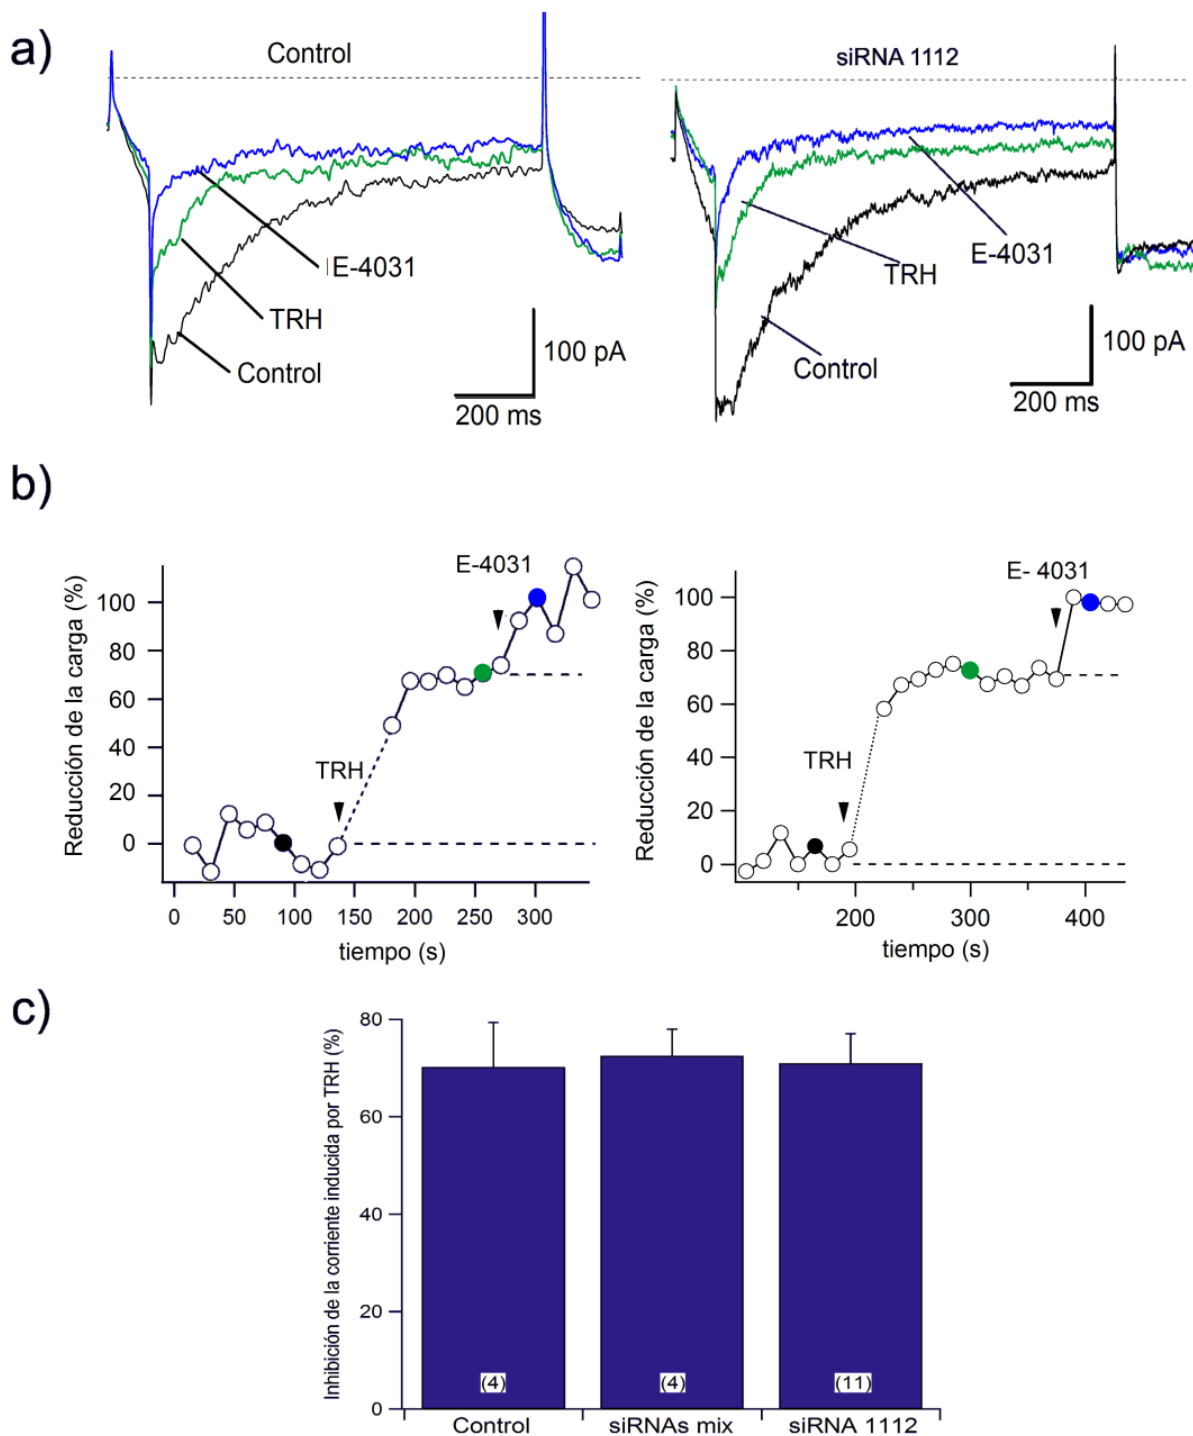 a)
Control
siRNA 1112
E-4031
TRH
Control
100 pA
200 ms
E-4031
TRH
Control
100 pA
200 ms
b)
Reducción de la carga (%)
100
80
60
40
20
0
E-4031
TRH
0 50 100 150 200 250 300
tiempo (s)
Reducción de la carga (%)
100
80
60
40
20
0
E- 4031
TRH
200 300 400
tiempo (s)
c)
Inhibición de la corriente inducida por TRH (%)
80
60
40
20
0
(4) (4) (11)
Control siRNAs mix siRNA 1112